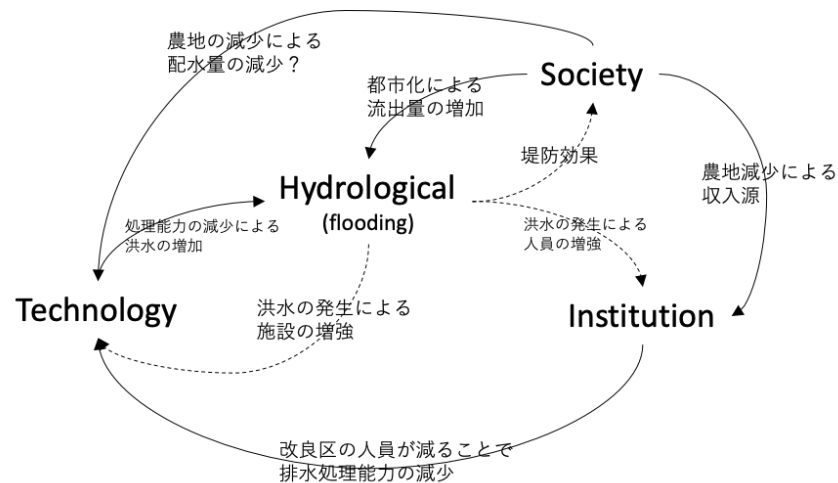 農地の減少による
配水量の減少？
Society
都市化による
流出量の増加
堤防効果
農地減少による
収入源
Hydrological
(flooding)
処理能力の減少による
洪水の増加
洪水の発生による
人員の増強
Technology
洪水の発生による
施設の増強
Institution
改良区の人員が減ることで
排水処理能力の減少